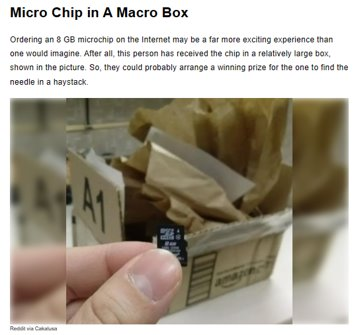 Micro Chip in A Macro Box
Ordering an 8 GB microchip on the Internet may be a far more exciting experience than
one would imagine. After all, this person has received the chip in a relatively large box,
shown in the picture. So, they could probably arrange a winning prize for the one to find the
needle in a haystack.
A1
amazon
Reddit via Cakalusa